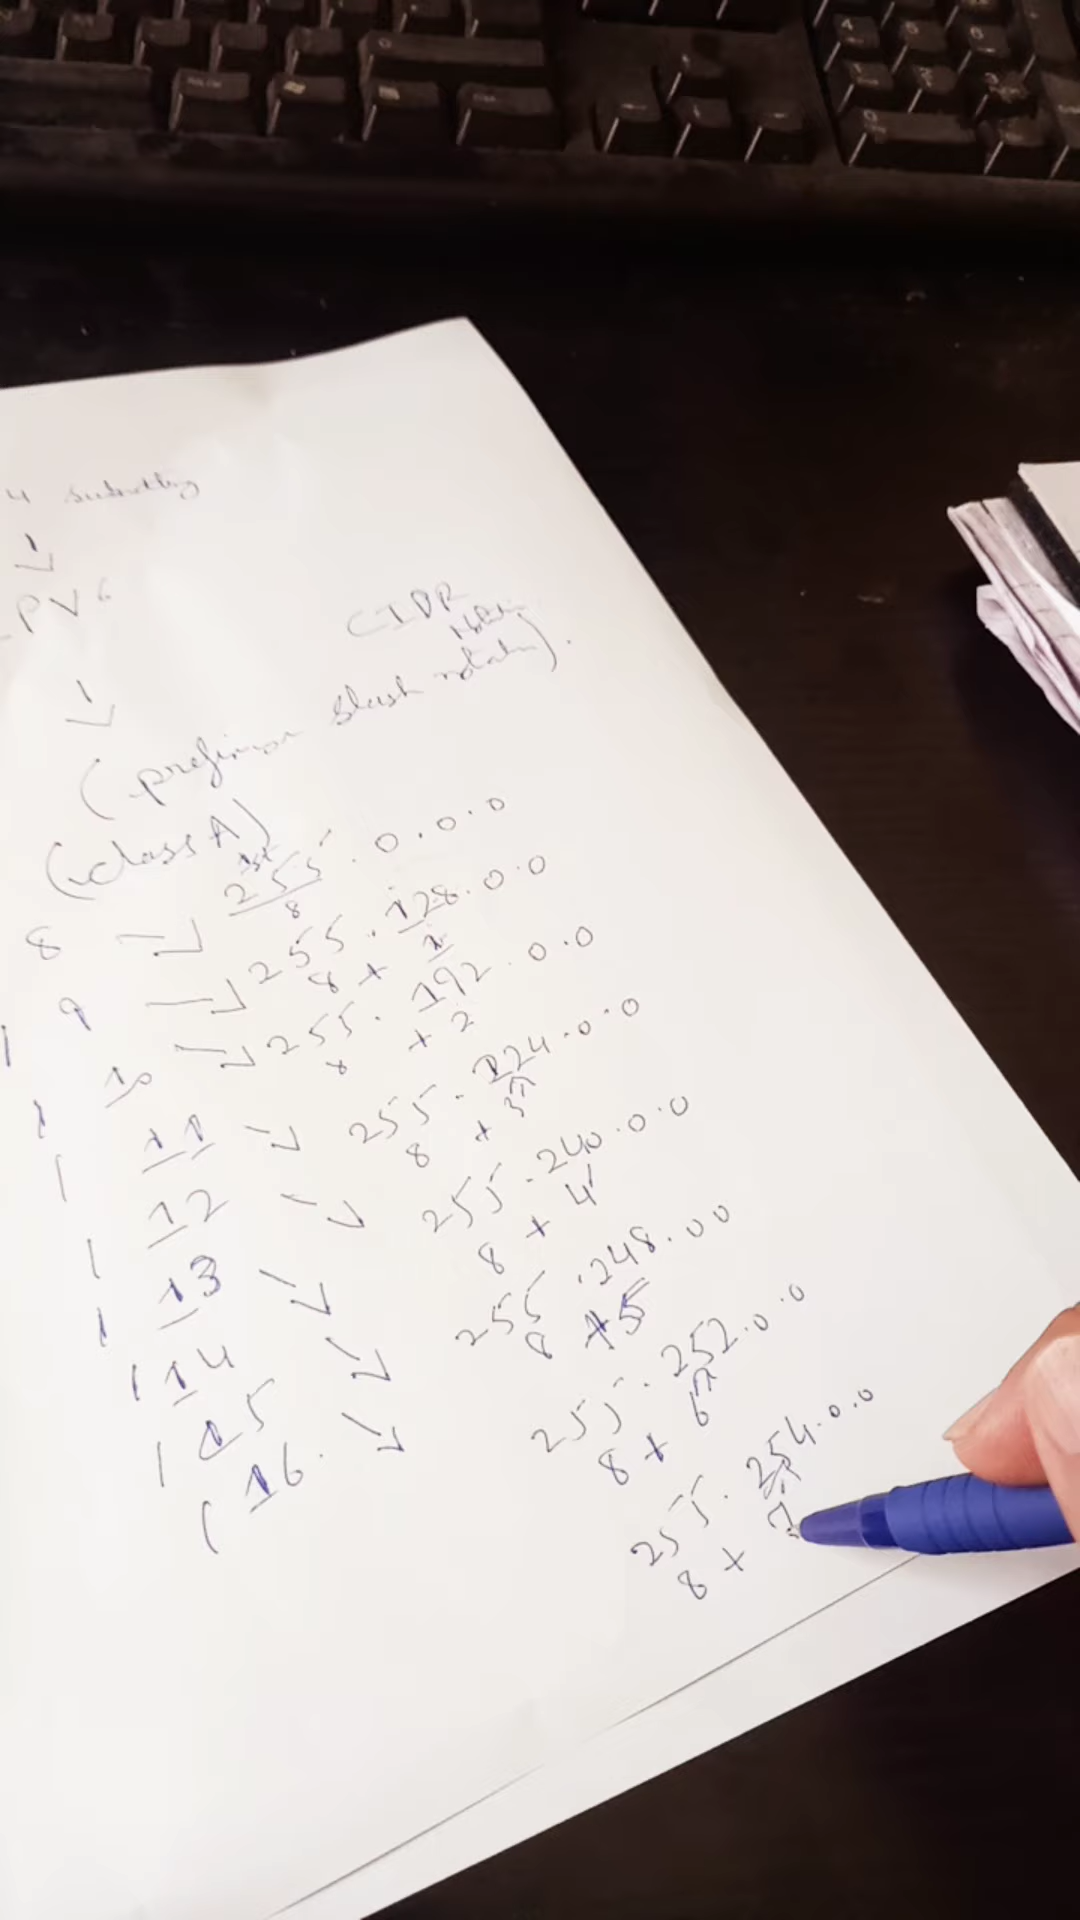 4 subnetting
IPV6
CIDR
Notation
(prefix or slash notation).
(class A)
1st
8 → 255.0.0.0
8
/ 9 → 255.128.0.0
8 + 1
/ 10 → 255.192.0.0
8 + 2
/ 11 → 255.224.0.0
8 + 3
/ 12 → 255.240.0.0
8 + 4
/ 13 → 255.248.0 0
8 + 5
/ 14 → 255.252.0.0
8 + 6
/ 15 → 255.254.0.0
8 + 7
/ 16.